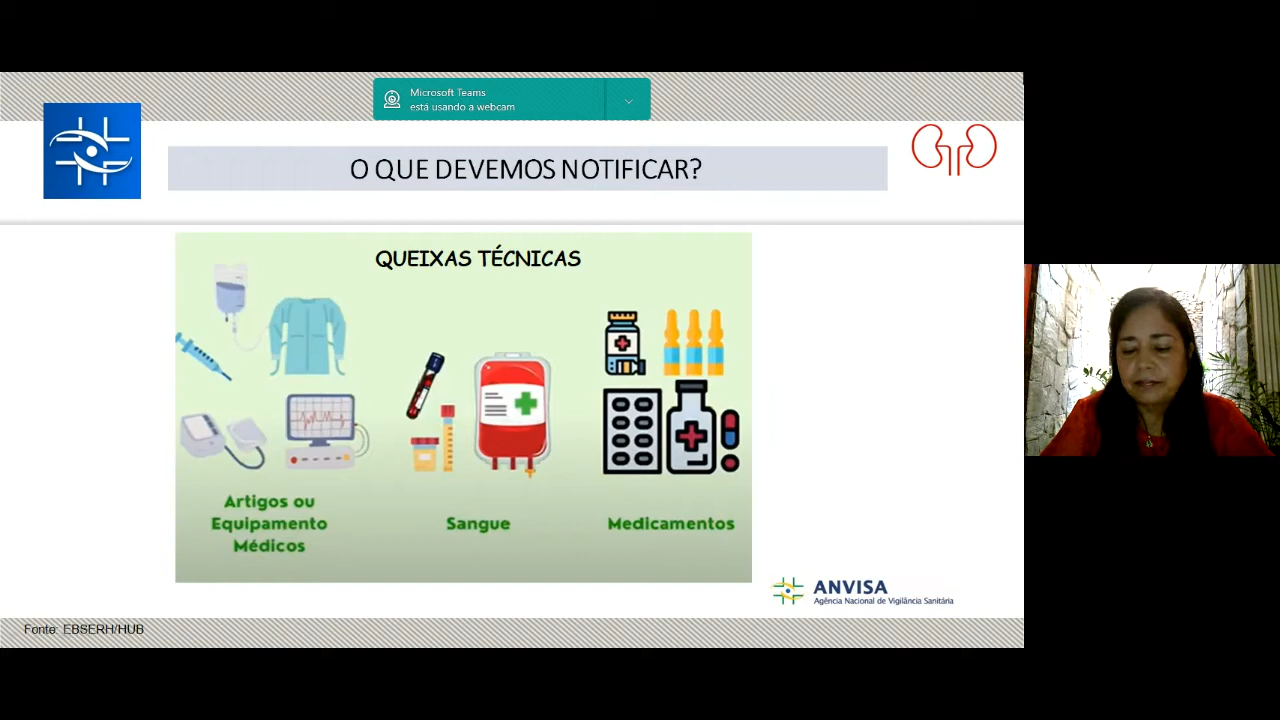 Microsoft Teams
está usando a webcam
O QUE DEVEMOS NOTIFICAR?
QUEIXAS TÉCNICAS
Artigos ou
Equipamento
Médicos
Sangue
Medicamentos
ANVISA
Agência Nacional de Vigilância Sanitária
Fonte: EBSERH/HUB